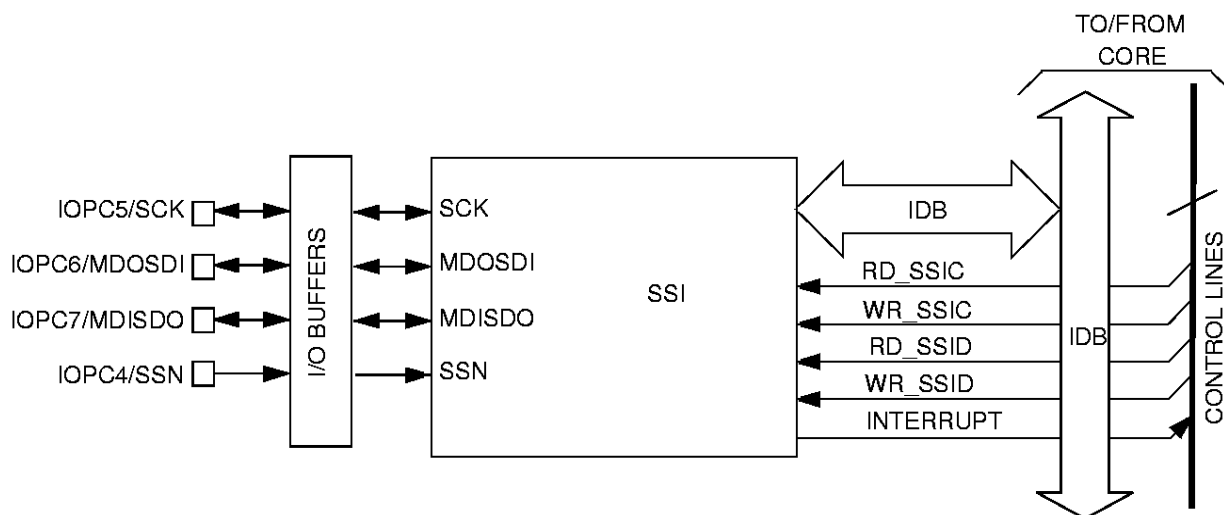 TO/FROM
CORE
IOPC5/SCK
IOPC6/MDOSDI
IOPC7/MDISDO
IOPC4/SSN
I/O BUFFERS
SCK
MDOSDI
MDISDO
SSN
SSI
IDB
RD_SSIC
WR_SSIC
RD_SSID
WR_SSID
INTERRUPT
IDB
CONTROL LINES